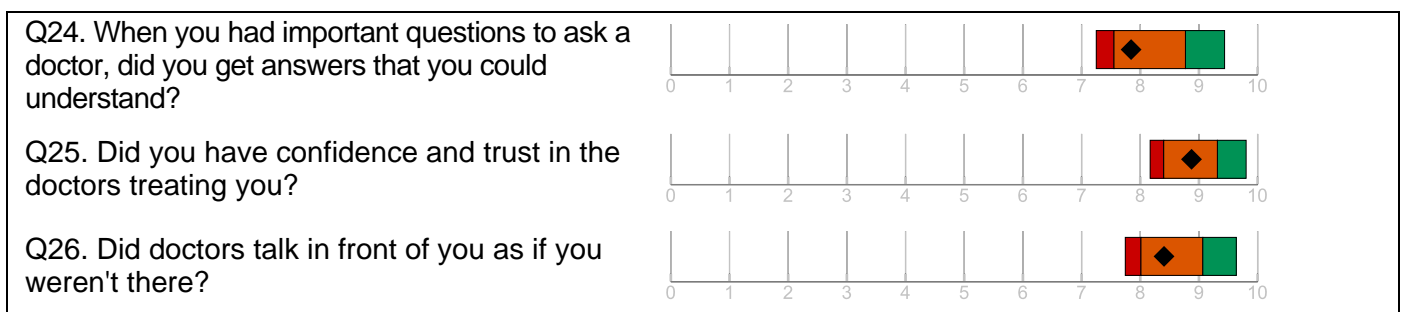 Q24. When you had important questions to ask a
doctor, did you get answers that you could
understand?
0 1 2 3 4 5 6 7 8 9 10
Q25. Did you have confidence and trust in the
doctors treating you?
0 1 2 3 4 5 6 7 8 9 10
Q26. Did doctors talk in front of you as if you
weren't there?
0 1 2 3 4 5 6 7 8 9 10